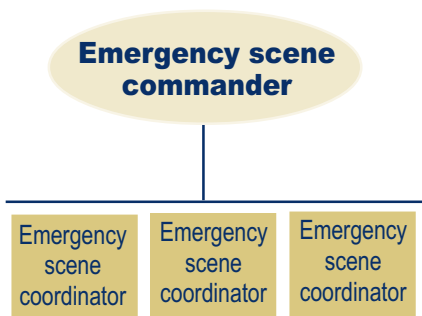 Emergency scene
commander
Emergency
scene
coordinator
Emergency
scene
coordinator
Emergency
scene
coordinator